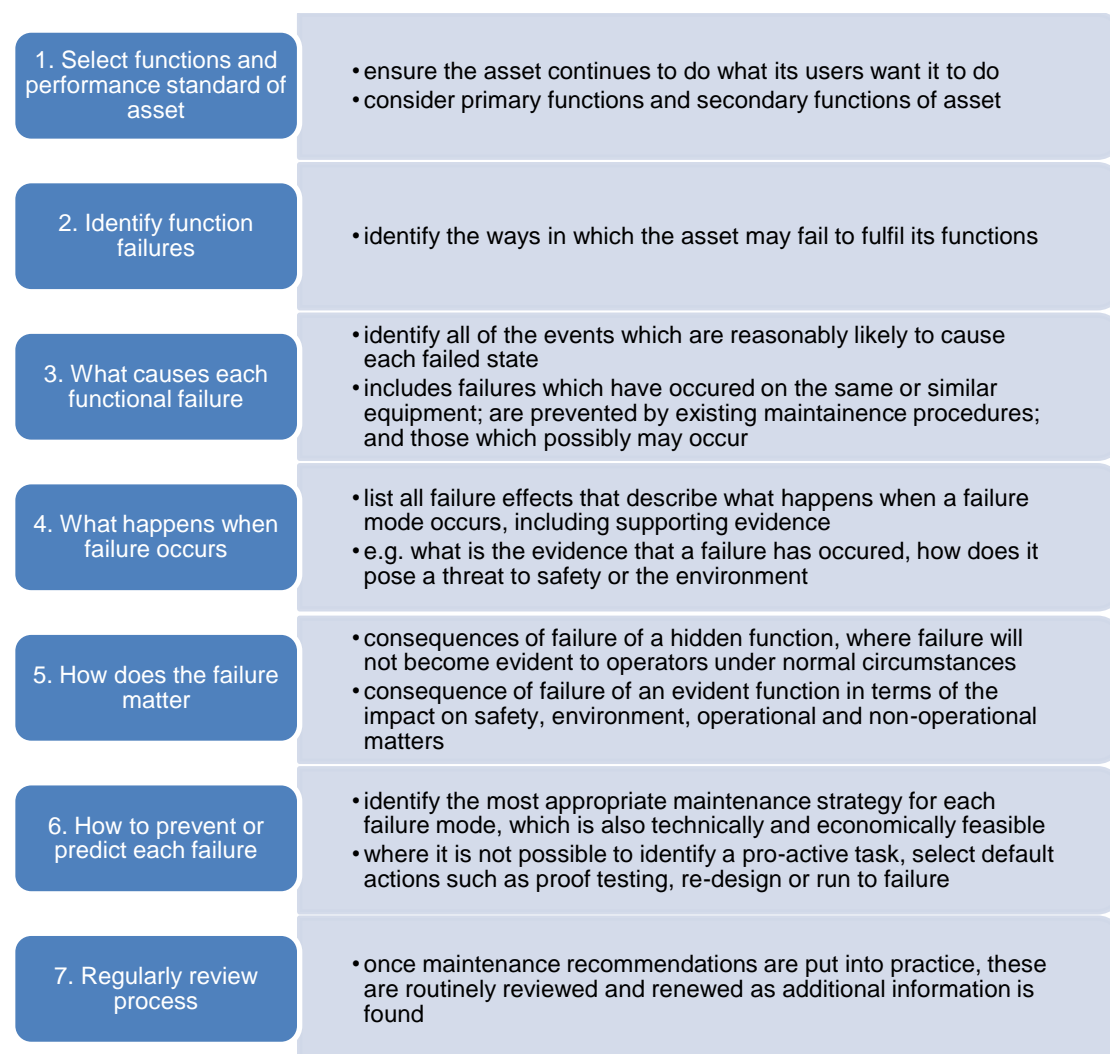 1. Select functions and
performance standard of
asset
•ensure the asset continues to do what its users want it to do
•consider primary functions and secondary functions of asset
2. Identify function
failures
•identify the ways in which the asset may fail to fulfil its functions
3. What causes each
functional failure
•identify all of the events which are reasonably likely to cause
each failed state
•includes failures which have occured on the same or similar
equipment; are prevented by existing maintainence procedures;
and those which possibly may occur
4. What happens when
failure occurs
•list all failure effects that describe what happens when a failure
mode occurs, including supporting evidence
•e.g. what is the evidence that a failure has occured, how does it
pose a threat to safety or the environment
5. How does the failure
matter
•consequences of failure of a hidden function, where failure will
not become evident to operators under normal circumstances
•consequence of failure of an evident function in terms of the
impact on safety, environment, operational and non-operational
matters
6. How to prevent or
predict each failure
•identify the most appropriate maintenance strategy for each
failure mode, which is also technically and economically feasible
•where it is not possible to identify a pro-active task, select default
actions such as proof testing, re-design or run to failure
7. Regularly review
process
•once maintenance recommendations are put into practice, these
are routinely reviewed and renewed as additional information is
found